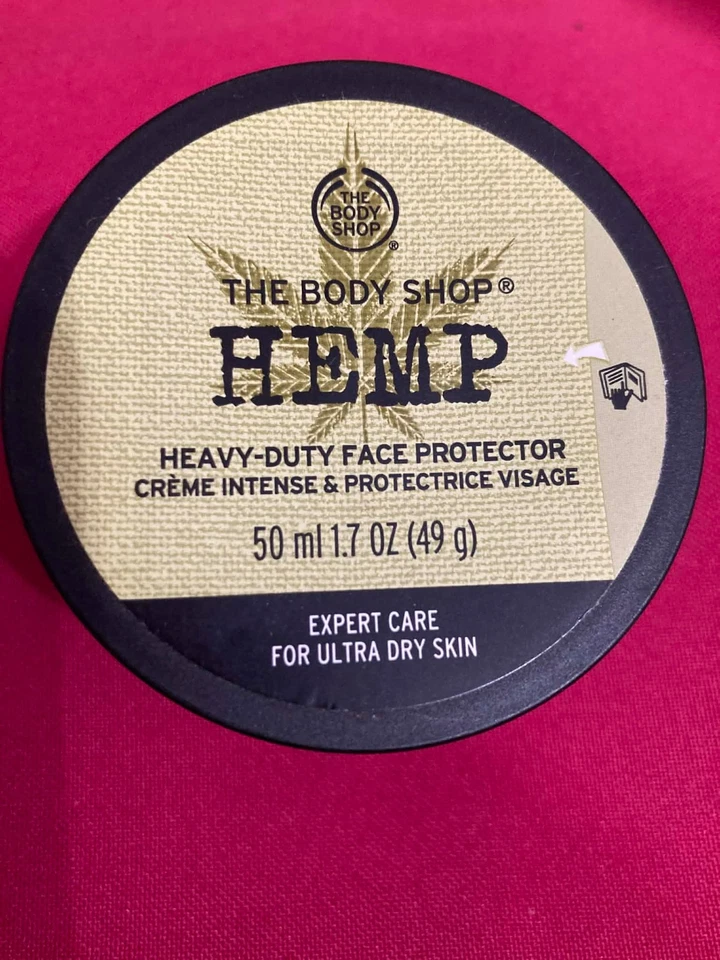 THE
BODY
SHOP
®
THE BODY SHOP®
HEMP
HEAVY-DUTY FACE PROTECTOR
CRÈME INTENSE & PROTECTRICE VISAGE
50 ml 1.7 OZ (49 g)
EXPERT CARE
FOR ULTRA DRY SKIN